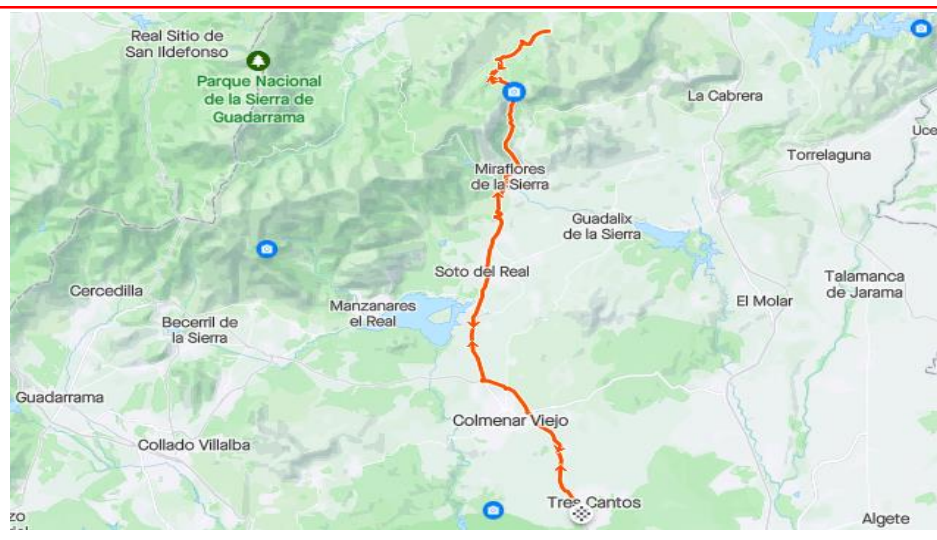 Real Sitio de
San Ildefonso
Parque Nacional
de la Sierra de
Guadarrama
La Cabrera
Uce
Torrelaguna
Miraflores
de la Sierra
Guadalix
de la Sierra
Soto del Real
Talamanca
de Jarama
Cercedilla
Manzanares
el Real
El Molar
Becerril de
la Sierra
Guadarrama
Colmenar Viejo
Collado Villalba
Tres Cantos
zo
Algete